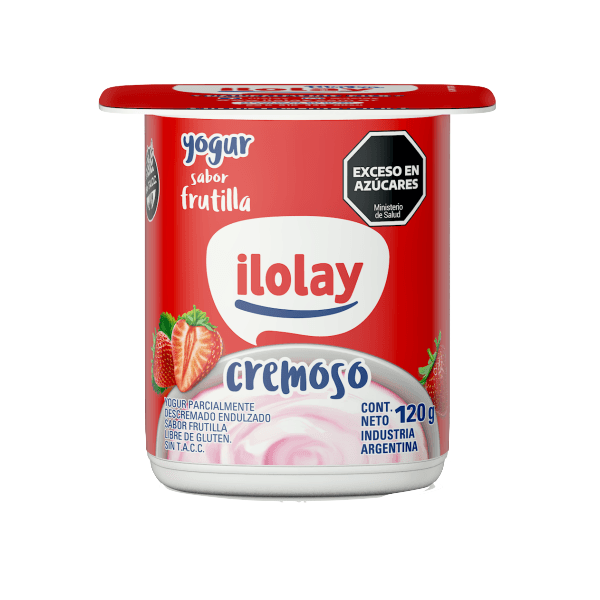 yogur
sabor
frutilla
EXCESO EN
AZÚCARES
Ministerio
de Salud
ilolay
cremoso
YOGUR PARCIALMENTE
DESCREMADO ENDULZADO
SABOR FRUTILLA
LIBRE DE GLUTEN.
SIN T.A.C.C.
CONT.
NETO 120 g
INDUSTRIA
ARGENTINA